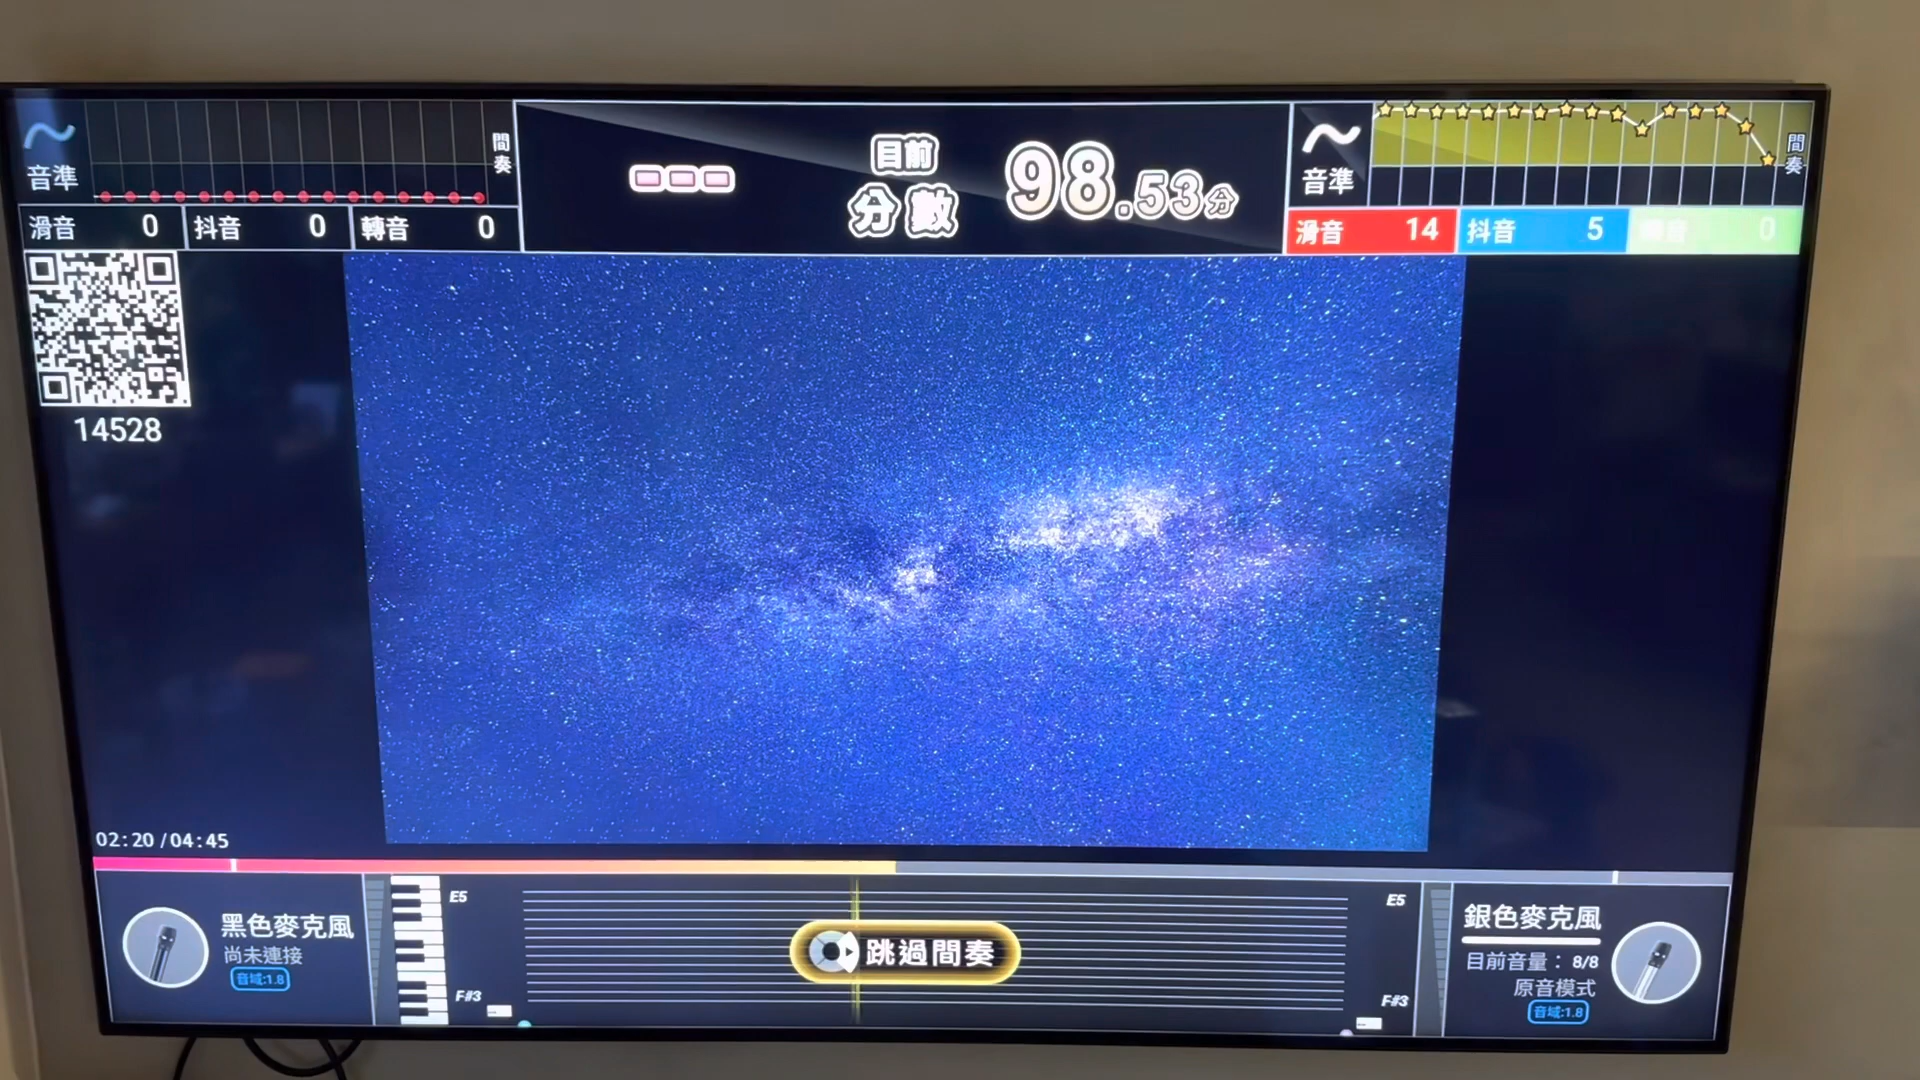 音準
間奏
滑音 0 抖音 0 轉音 0
目前
分數
98.53分
音準
間奏
滑音 14 抖音 5 轉音 0
14528
02:20 / 04:45
黑色麥克風
尚未連接
音域:1.8
E5
F#3
跳過間奏
E5
F#3
銀色麥克風
目前音量： 8/8
原音模式
音域:1.8